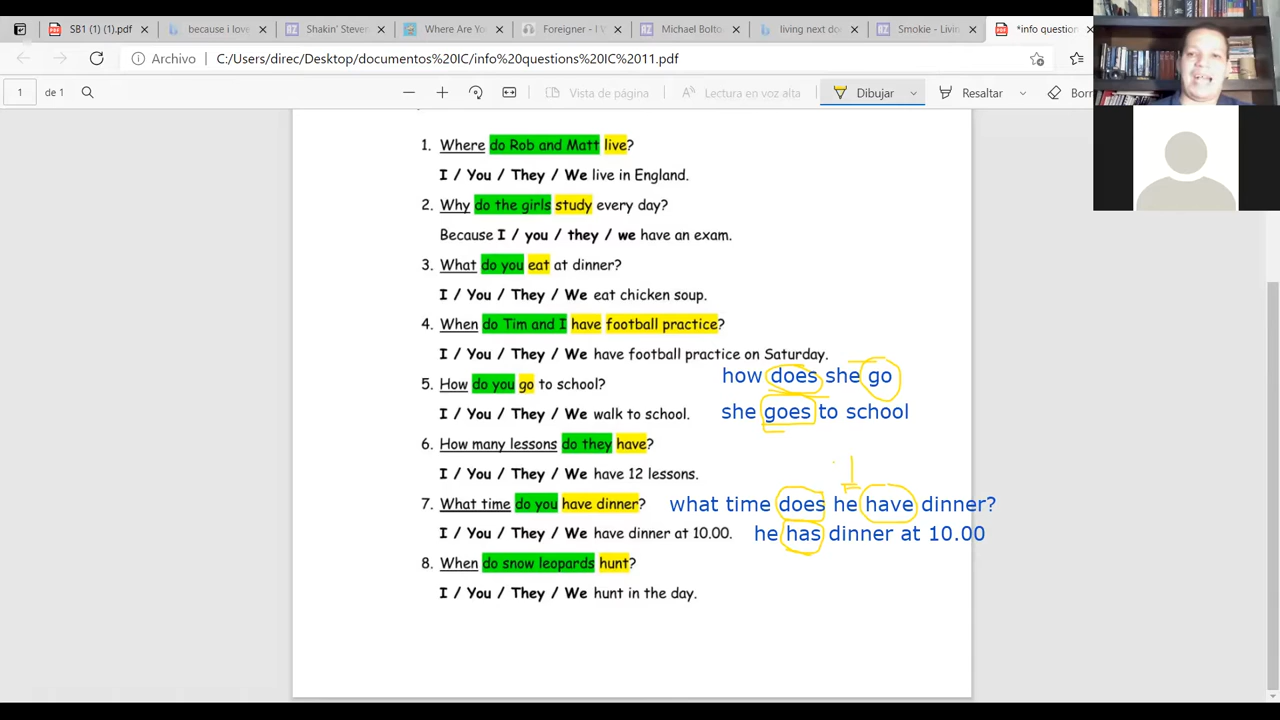 SB1 (1) (1).pdf
because i love
Shakin' Steven
Where Are Yo
Foreigner - I W
Michael Bolto
living next do
Smokie - Livin
*info question
Archivo
C:/Users/direc/Desktop/documentos%20IC/info%20questions%20IC%2011.pdf
1 de 1
Vista de página
Lectura en voz alta
Dibujar
Resaltar
Borr
1. Where do Rob and Matt live?
I / You / They / We live in England.
2. Why do the girls study every day?
Because I / you / they / we have an exam.
3. What do you eat at dinner?
I / You / They / We eat chicken soup.
4. When do Tim and I have football practice?
I / You / They / We have football practice on Saturday.
how does she go
5. How do you go to school?
I / You / They / We walk to school.
she goes to school
6. How many lessons do they have?
I / You / They / We have 12 lessons.
7. What time do you have dinner?
what time does he have dinner?
I / You / They / We have dinner at 10.00.
he has dinner at 10.00
8. When do snow leopards hunt?
I / You / They / We hunt in the day.